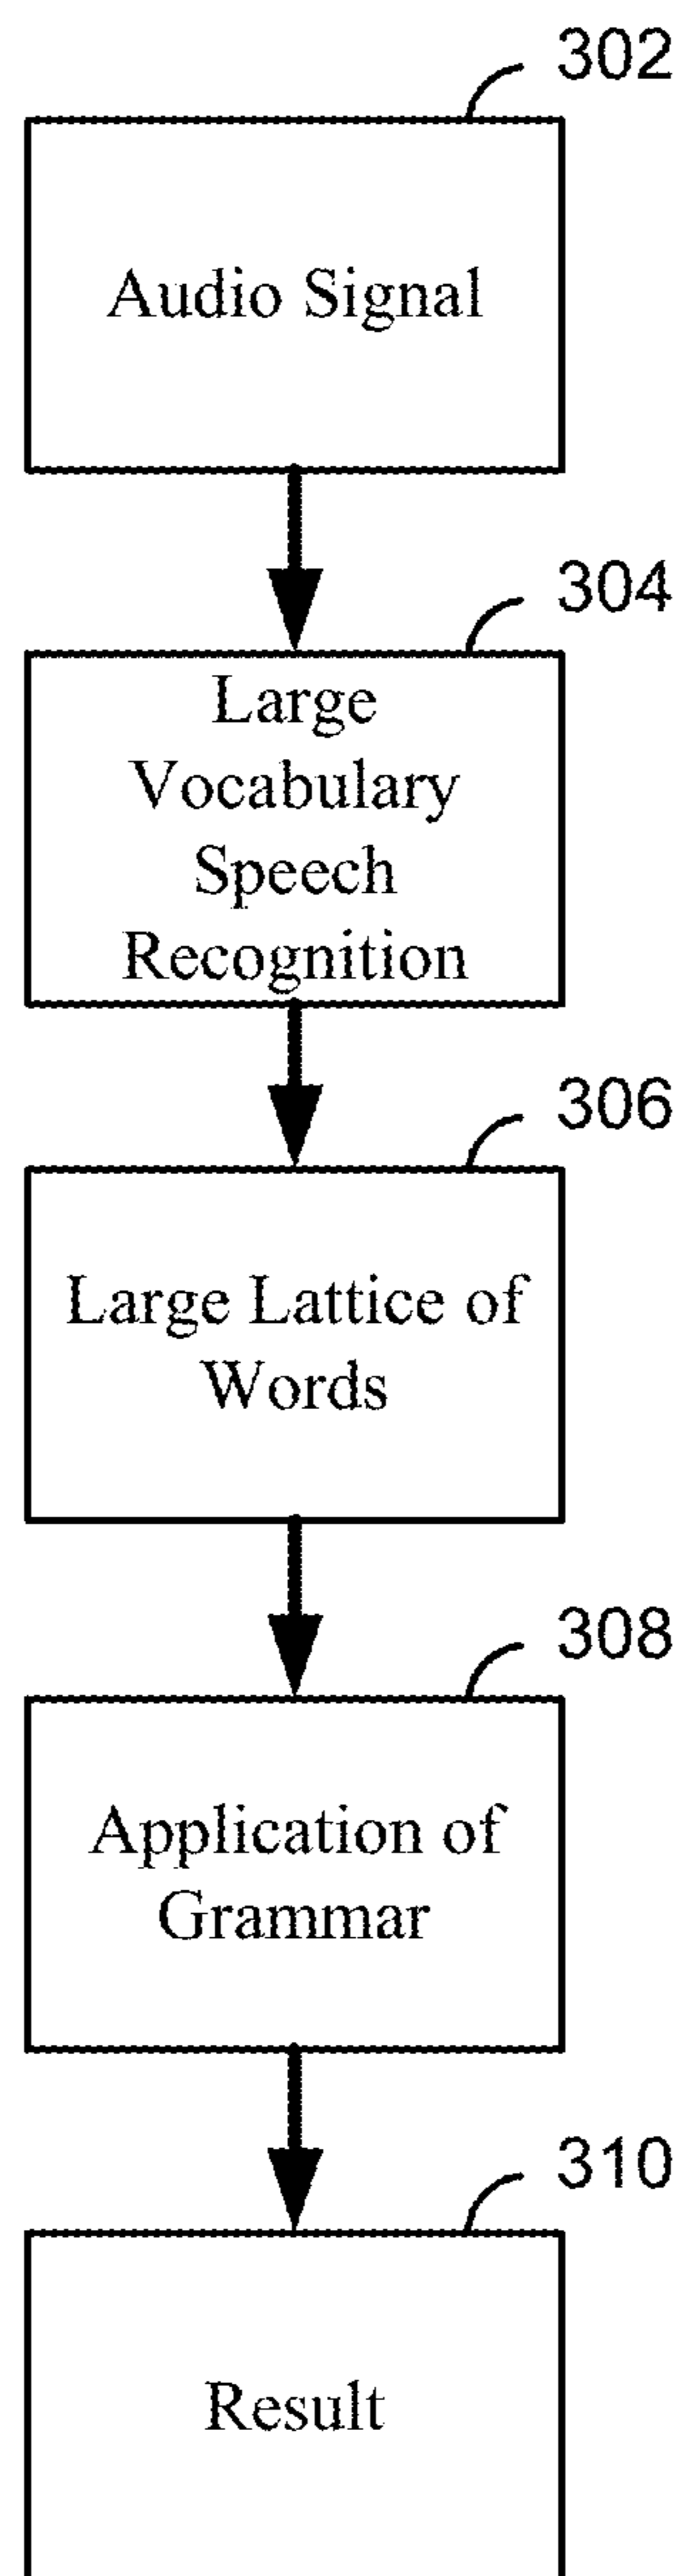 302
Audio Signal
304
Large
Vocabulary
Speech
Recognition
306
Large Lattice of
Words
308
Application of
Grammar
310
Result